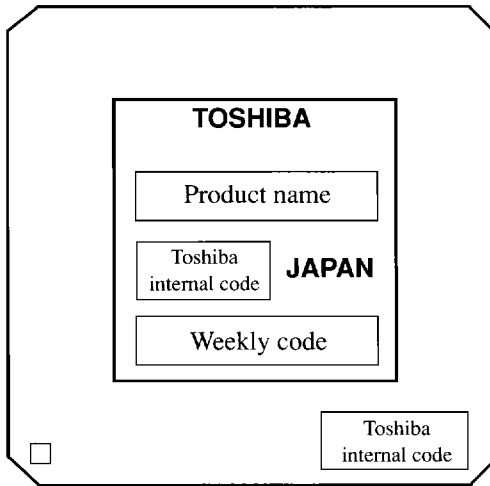 TOSHIBA
Product name
Toshiba
internal code
JAPAN
Weekly code
Toshiba
internal code